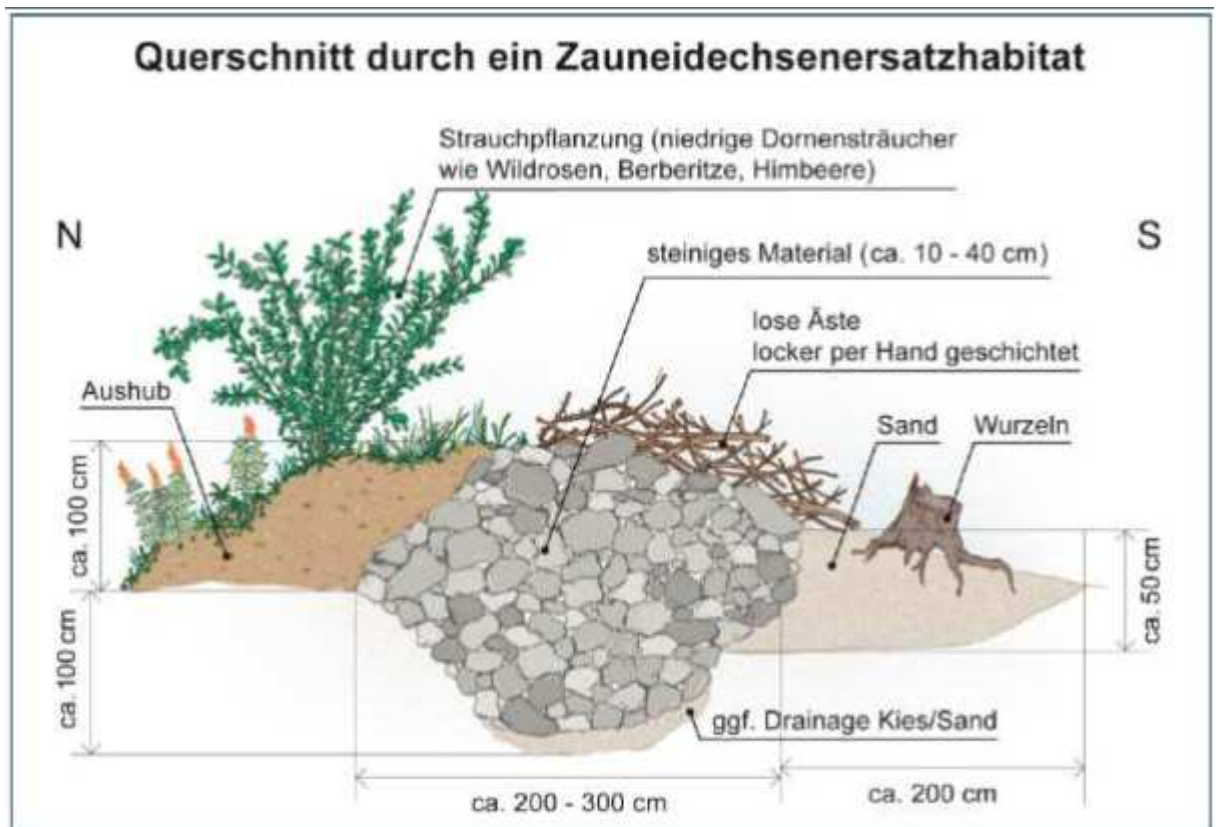 Querschnitt durch ein Zauneidechsenersatzhabitat
Strauchpflanzung (niedrige Dornensträucher
wie Wildrosen, Berberitze, Himbeere)
N
S
steiniges Material (ca. 10 - 40 cm)
lose Äste
locker per Hand geschichtet
Aushub
Sand
Wurzeln
ca. 100 cm
ca. 50 cm
ca. 100 cm
ggf. Drainage Kies/Sand
ca. 200 - 300 cm
ca. 200 cm